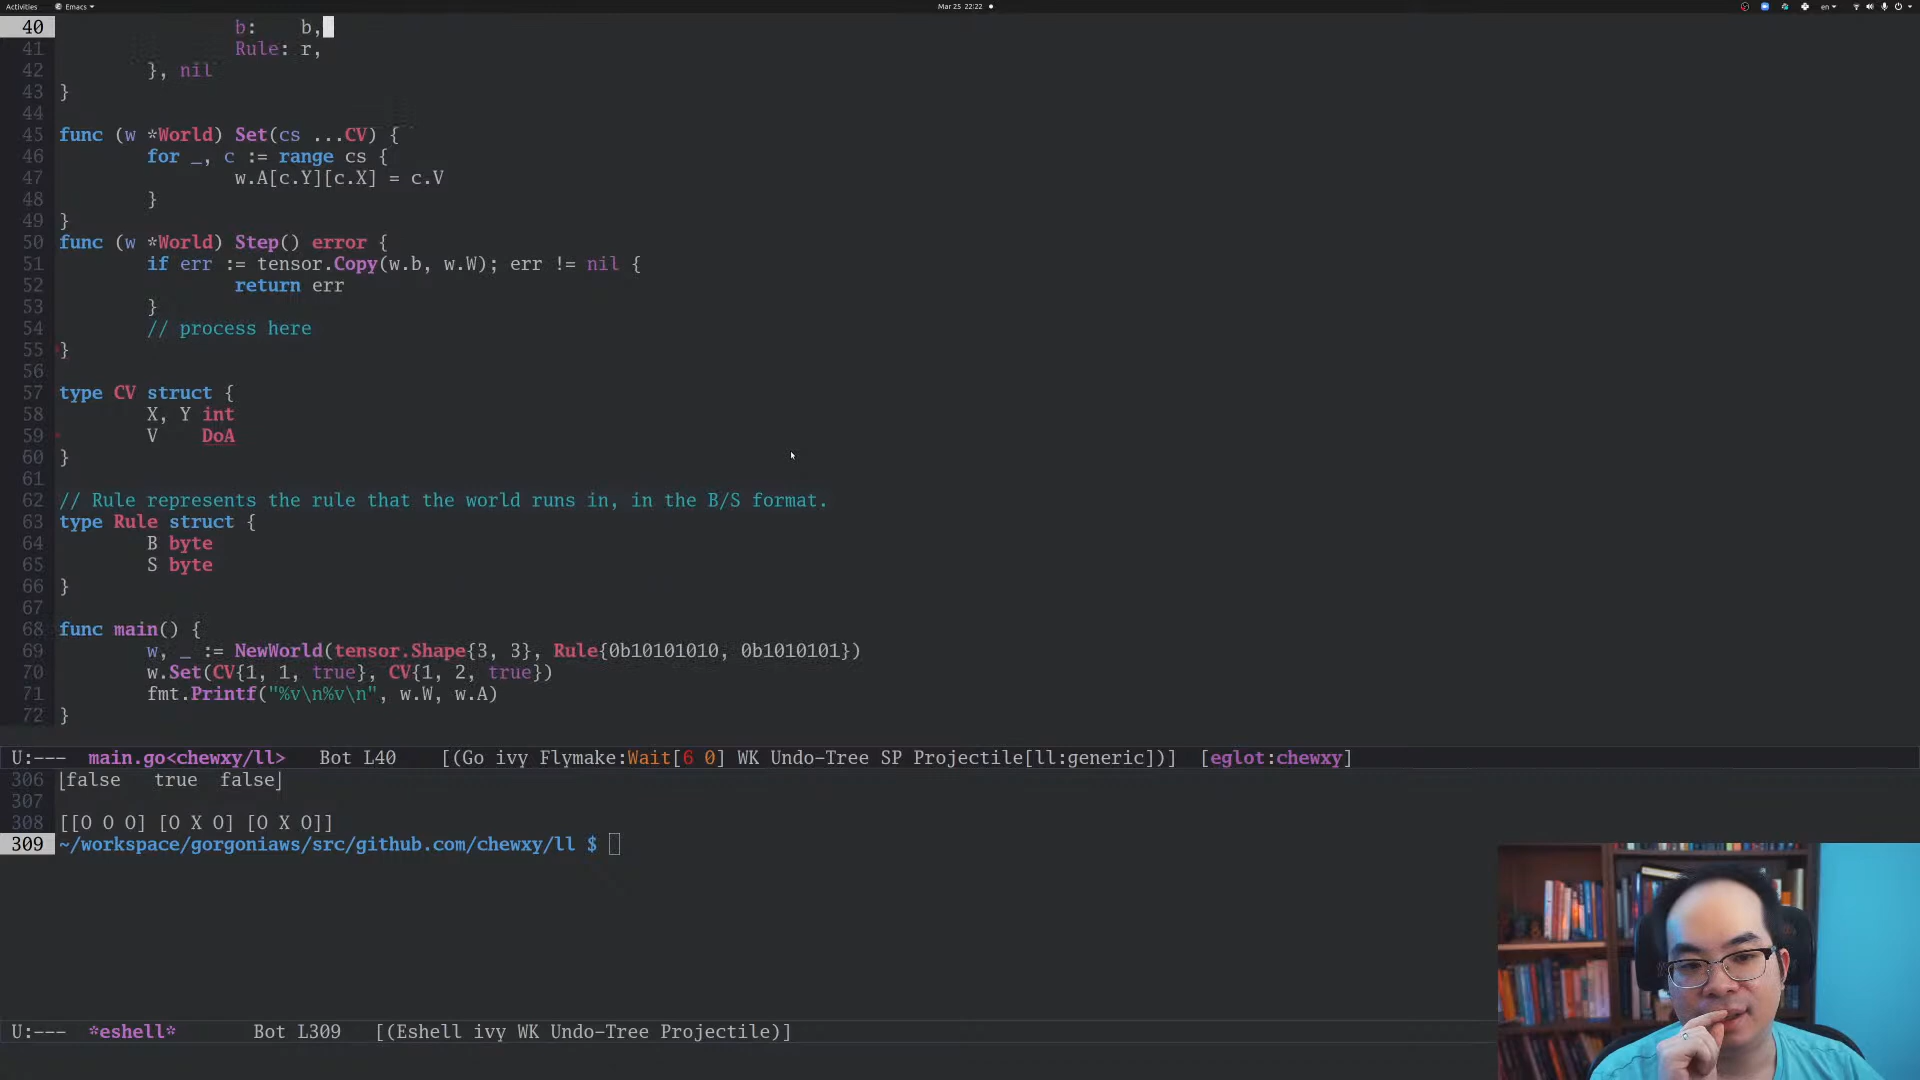 Activities Emacs Mar 25 22:22 en
40 b: b,
41 Rule: r,
42 }, nil
43 }
44
45 func (w *World) Set(cs ...CV) {
46 for _, c := range cs {
47 w.A[c.Y][c.X] = c.V
48 }
49 }
50 func (w *World) Step() error {
51 if err := tensor.Copy(w.b, w.W); err != nil {
52 return err
53 }
54 // process here
55 }
56
57 type CV struct {
58 X, Y int
59 V DoA
60 }
61
62 // Rule represents the rule that the world runs in, in the B/S format.
63 type Rule struct {
64 B byte
65 S byte
66 }
67
68 func main() {
69 w, _ := NewWorld(tensor.Shape{3, 3}, Rule{0b10101010, 0b1010101})
70 w.Set(CV{1, 1, true}, CV{1, 2, true})
71 fmt.Printf("%v\n%v\n", w.W, w.A)
72 }
U:--- main.go<chewxy/ll> Bot L40 [(Go ivy Flymake:Wait[6 0] WK Undo-Tree SP Projectile[ll:generic])] [eglot:chewxy]
306 ⌊false true false⌋
307
308 [[O O O] [O X O] [O X O]]
309 ~/workspace/gorgoniaws/src/github.com/chewxy/ll $
U:--- *eshell* Bot L309 [(Eshell ivy WK Undo-Tree Projectile)]